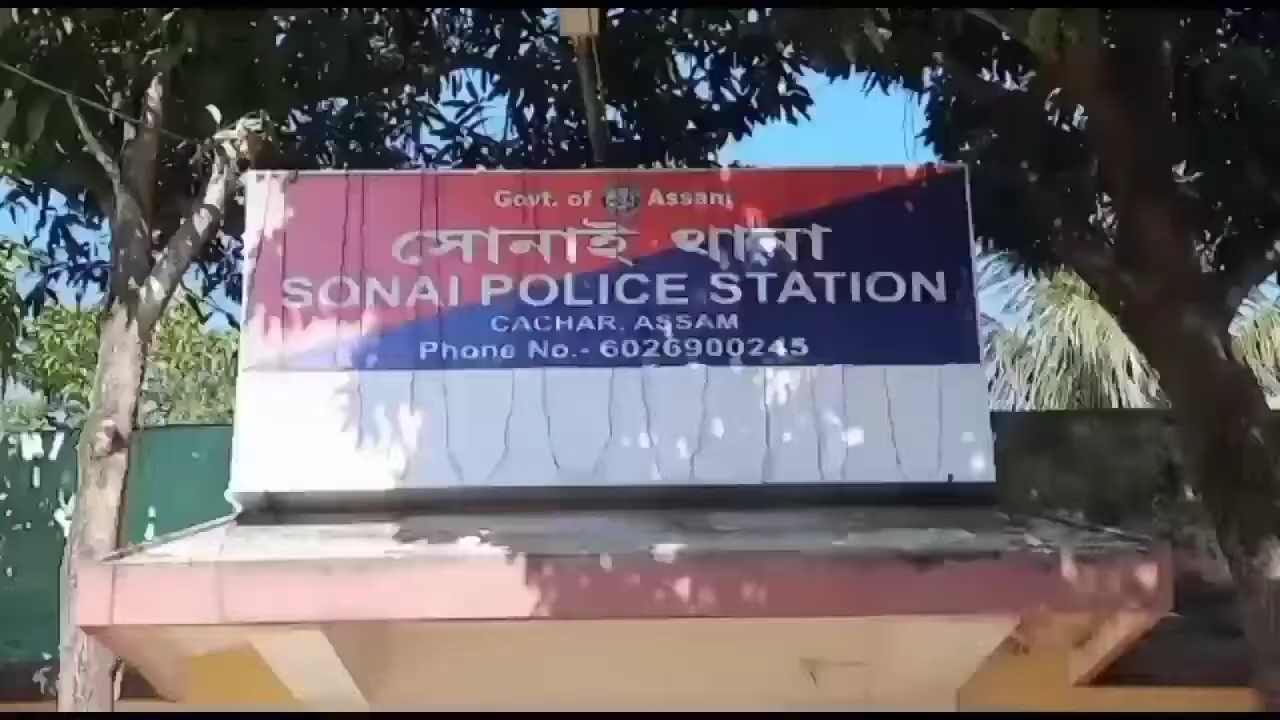 Govt. of Assam
সোনাই থানা
SONAI POLICE STATION
CACHAR, ASSAM
Phone No.- 6026900245